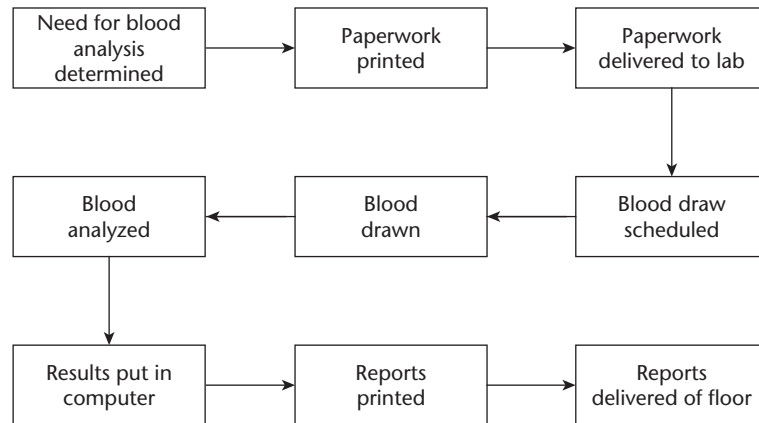 Need for blood
analysis
determined
Paperwork
printed
Paperwork
delivered to lab
Blood
analyzed
Blood
drawn
Blood draw
scheduled
Results put in
computer
Reports
printed
Reports
delivered of floor